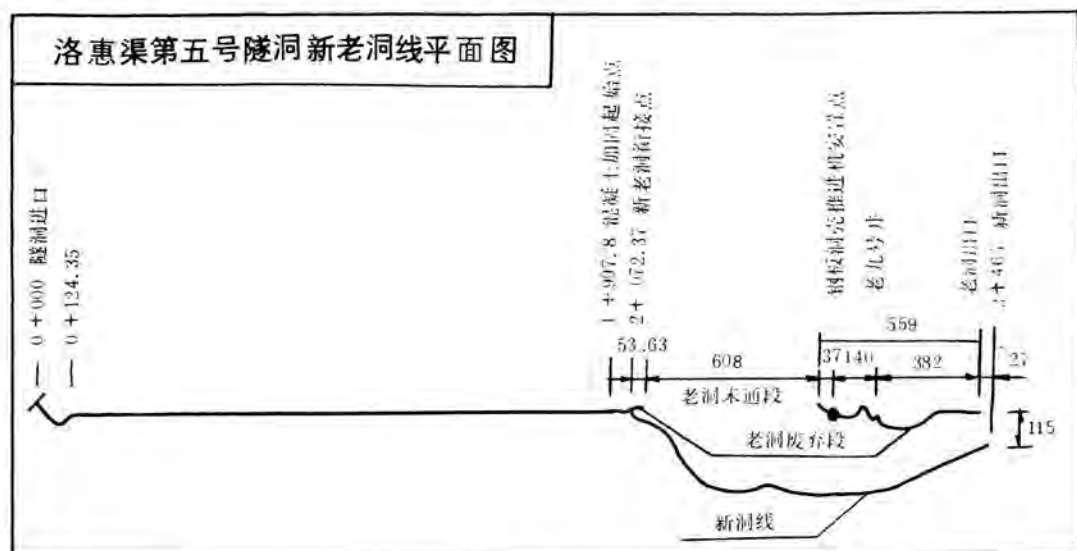 洛惠渠第五号隧洞新老洞线平面图
0+000 隧洞进口
0+124.35
1+997.8 混凝土加固起始点
2+072.37 新老洞衔接点
钢板洞壳推进机安置点
老九号井
老洞出口
新洞出口
559
53.63
608
37
140
382
27
老洞未通段
115
老洞废弃段
新洞线